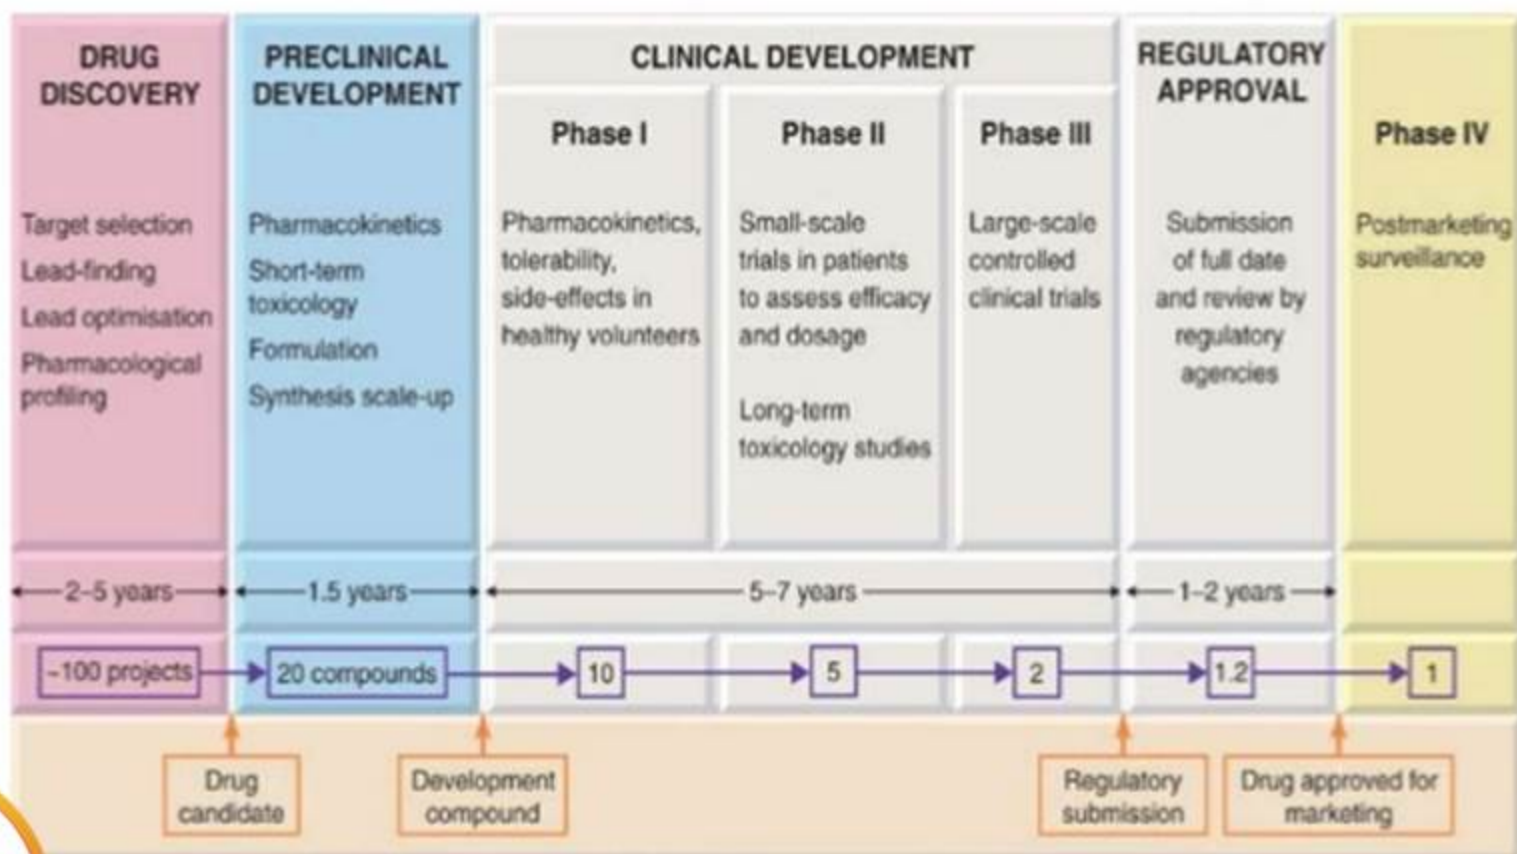 DRUG
DISCOVERY
Target selection
Lead-finding
Lead optimisation
Pharmacological
profiling
2–5 years
~100 projects
PRECLINICAL
DEVELOPMENT
Pharmacokinetics
Short-term
toxicology
Formulation
Synthesis scale-up
1.5 years
20 compounds
CLINICAL DEVELOPMENT
Phase I
Pharmacokinetics,
tolerability,
side-effects in
healthy volunteers
Phase II
Small-scale
trials in patients
to assess efficacy
and dosage
Long-term
toxicology studies
Phase III
Large-scale
controlled
clinical trials
5–7 years
10
5
2
REGULATORY
APPROVAL
Submission
of full date
and review by
regulatory
agencies
1–2 years
1.2
Phase IV
Postmarketing
surveillance
1
Drug
candidate
Development
compound
Regulatory
submission
Drug approved for
marketing